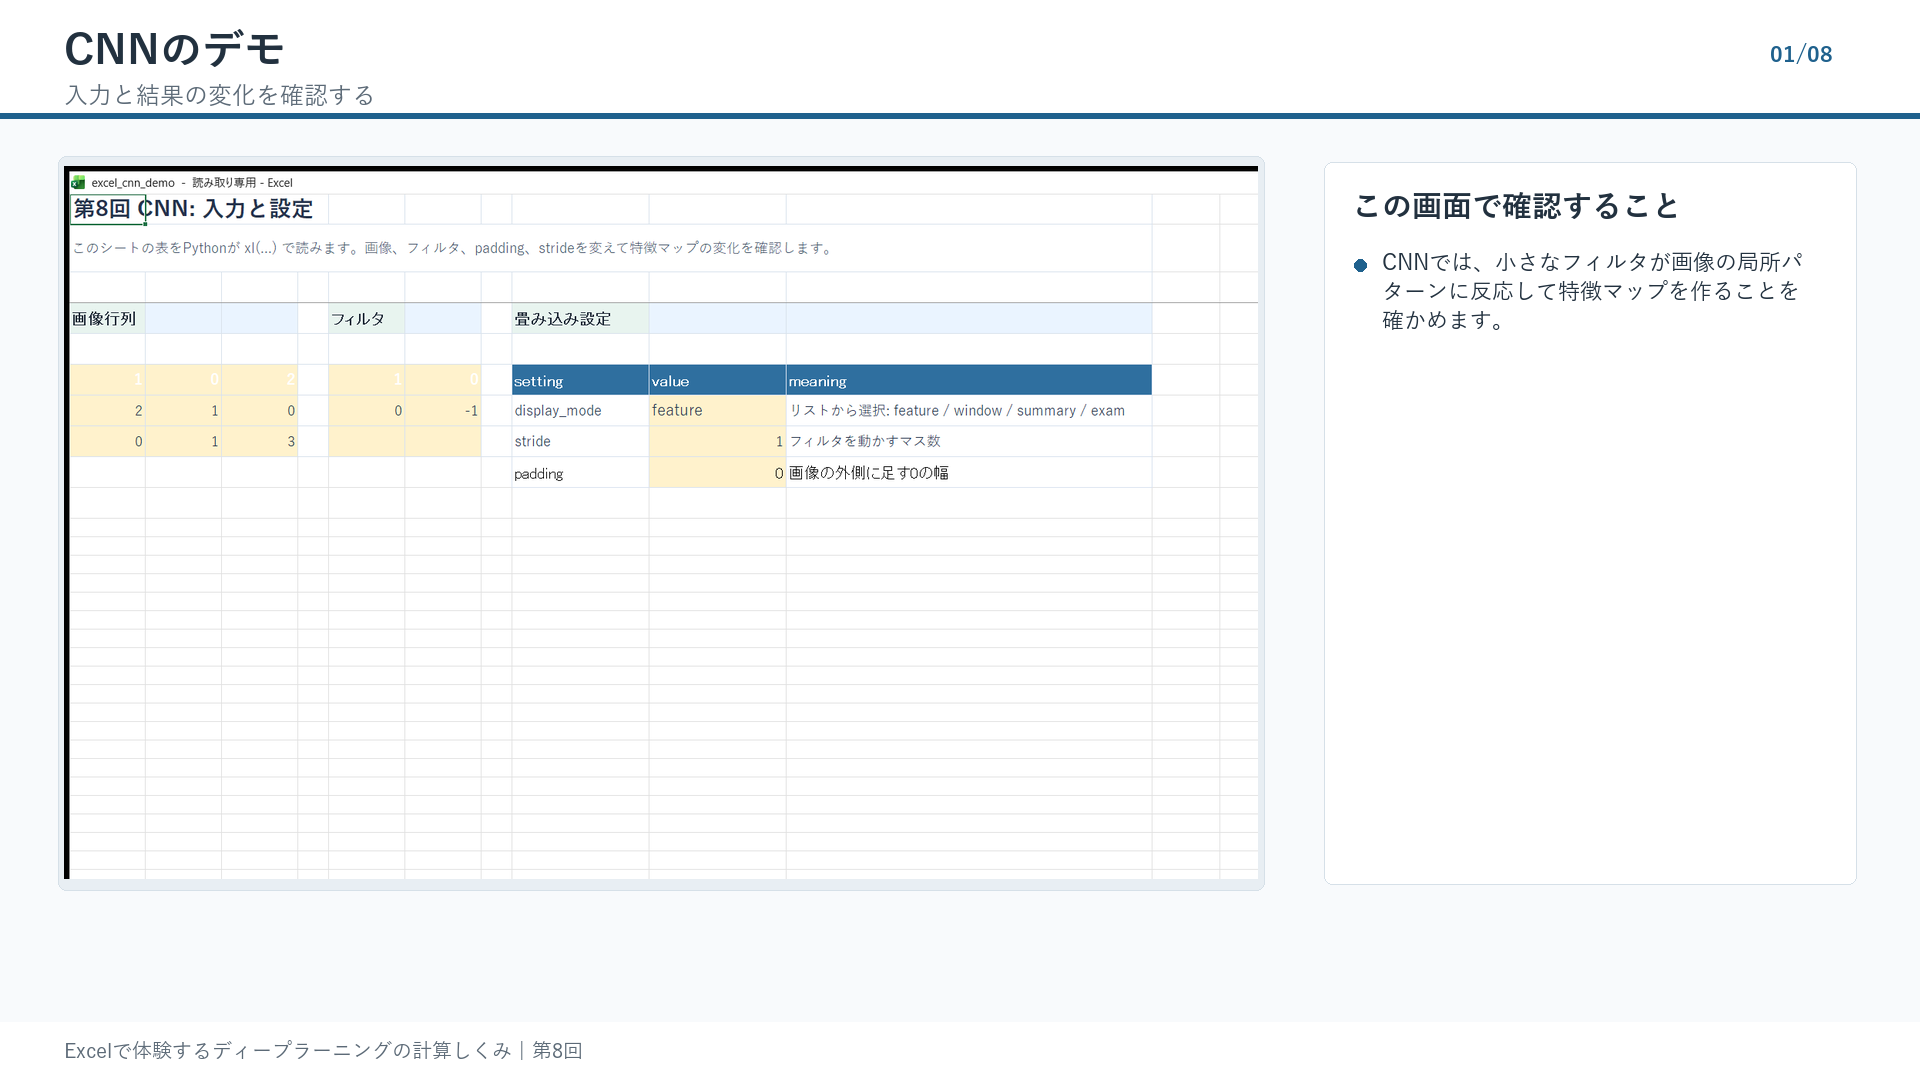 CNNのデモ
01/08
入力と結果の変化を確認する
excel_cnn_demo - 読み取り専用 - Excel
第8回 CNN: 入力と設定
このシートの表をPythonが xl(...) で読みます。画像、フィルタ、padding、strideを変えて特徴マップの変化を確認します。
画像行列 フィルタ 畳み込み設定
1 0 2 1 0 setting value meaning
2 1 0 0 -1 display_mode feature リストから選択: feature / window / summary / exam
0 1 3 stride 1 フィルタを動かすマス数
padding 0 画像の外側に足す0の幅
この画面で確認すること
CNNでは、小さなフィルタが画像の局所パ
ターンに反応して特徴マップを作ることを
確かめます。
Excelで体験するディープラーニングの計算しくみ｜第8回